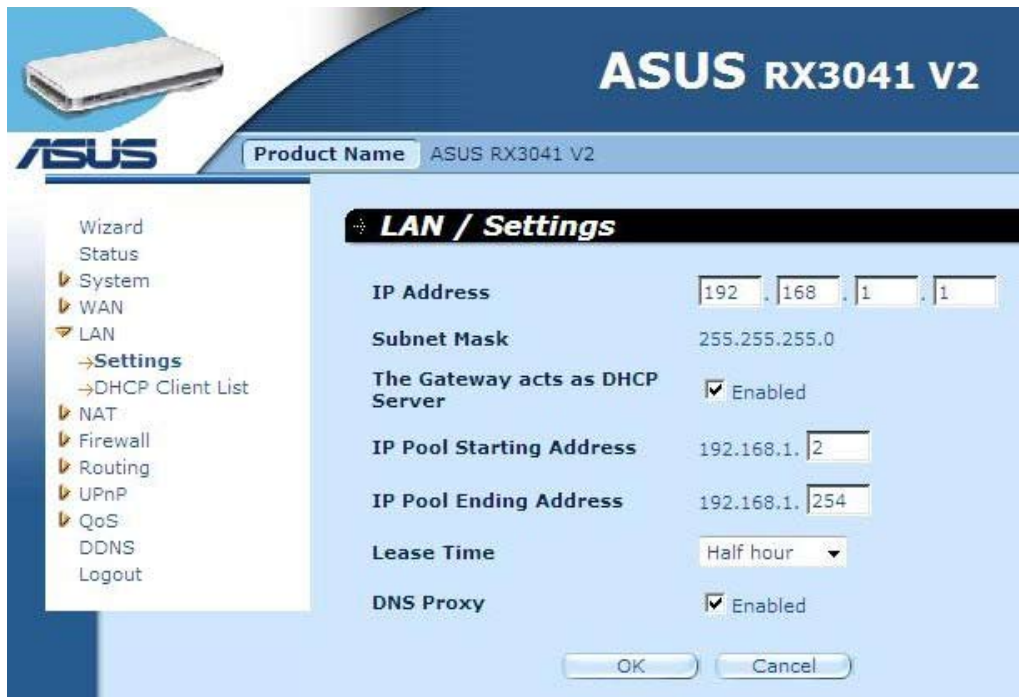 ASUS RX3041 V2
ASUS
Product Name ASUS RX3041 V2
Wizard
Status
System
WAN
LAN
Settings
DHCP Client List
NAT
Firewall
Routing
UPnP
QoS
DDNS
Logout
LAN / Settings
IP Address 192 . 168 . 1 . 1
Subnet Mask 255.255.255.0
The Gateway acts as DHCP
Server Enabled
IP Pool Starting Address 192.168.1. 2
IP Pool Ending Address 192.168.1. 254
Lease Time Half hour
DNS Proxy Enabled
OK Cancel